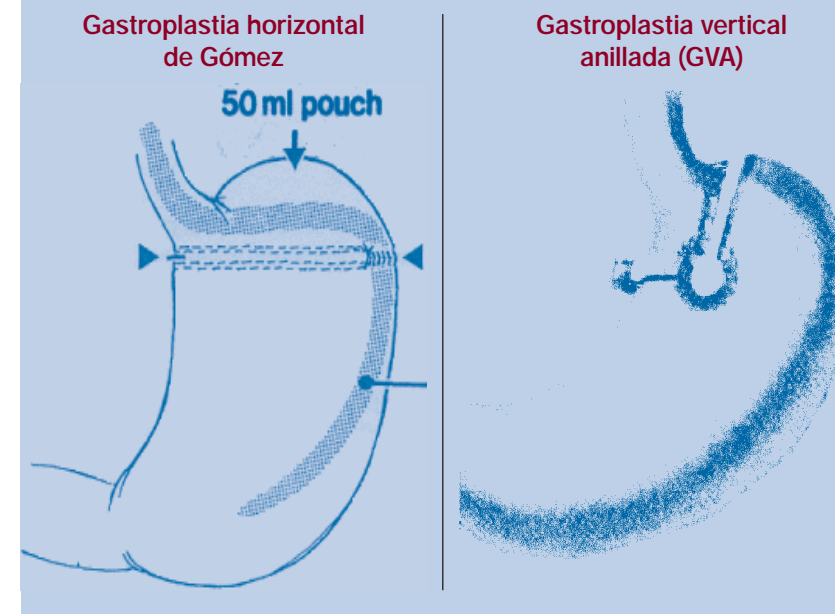 Gastroplastia horizontal
de Gómez
50 ml pouch
Gastroplastia vertical
anillada (GVA)